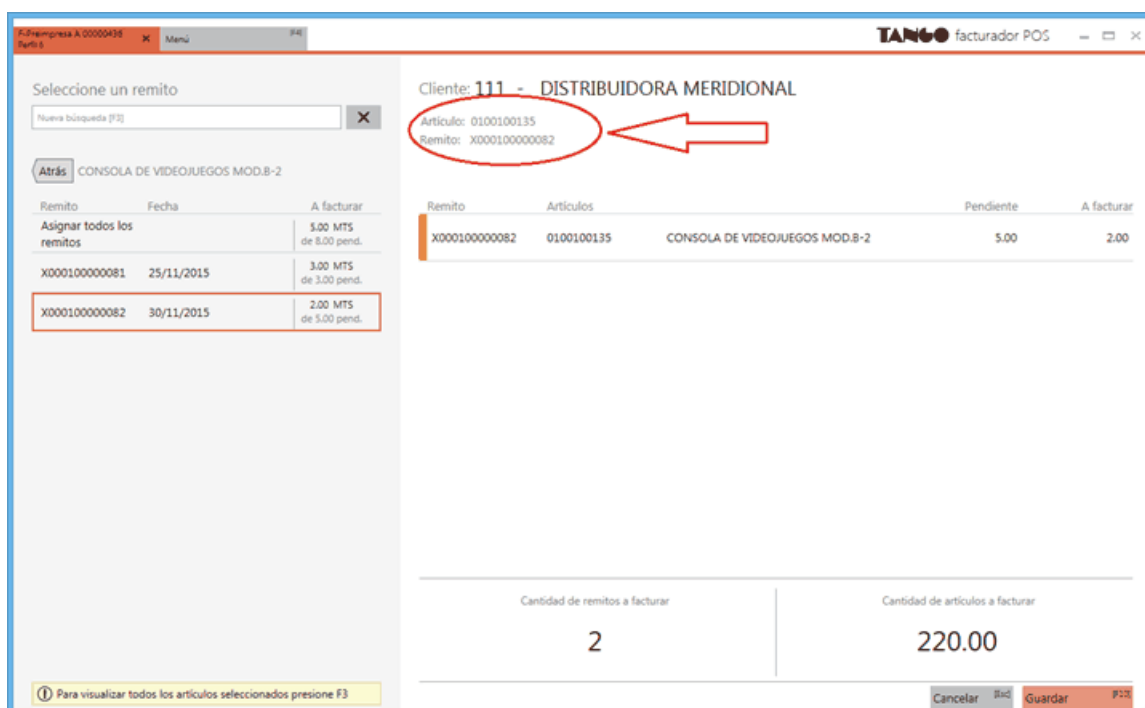 F-Preimpresa A 00000436
Perfil 6
Menú [F4]
TANGO facturador POS
Seleccione un remito
Nueva búsqueda [F3]
Atrás CONSOLA DE VIDEOJUEGOS MOD.B-2
Remito Fecha A facturar
Asignar todos los remitos 5.00 MTS
de 8.00 pend.
X000100000081 25/11/2015 3.00 MTS
de 3.00 pend.
X000100000082 30/11/2015 2.00 MTS
de 5.00 pend.
Para visualizar todos los artículos seleccionados presione F3
Cliente: 111 - DISTRIBUIDORA MERIDIONAL
Artículo: 0100100135
Remito: X000100000082
Remito Artículos Pendiente A facturar
X000100000082 0100100135 CONSOLA DE VIDEOJUEGOS MOD.B-2 5.00 2.00
Cantidad de remitos a facturar
2
Cantidad de artículos a facturar
220.00
Cancelar [Esc] Guardar [F10]